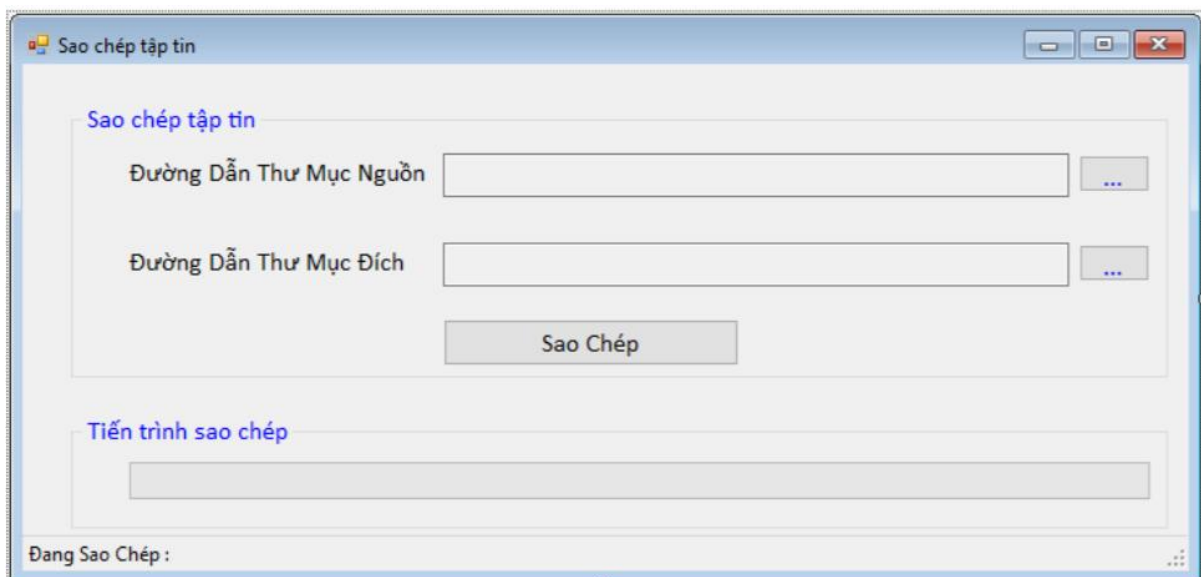 Sao chép tập tin
Sao chép tập tin
Đường Dẫn Thư Mục Nguồn
...
Đường Dẫn Thư Mục Đích
...
Sao Chép
Tiến trình sao chép
Đang Sao Chép :